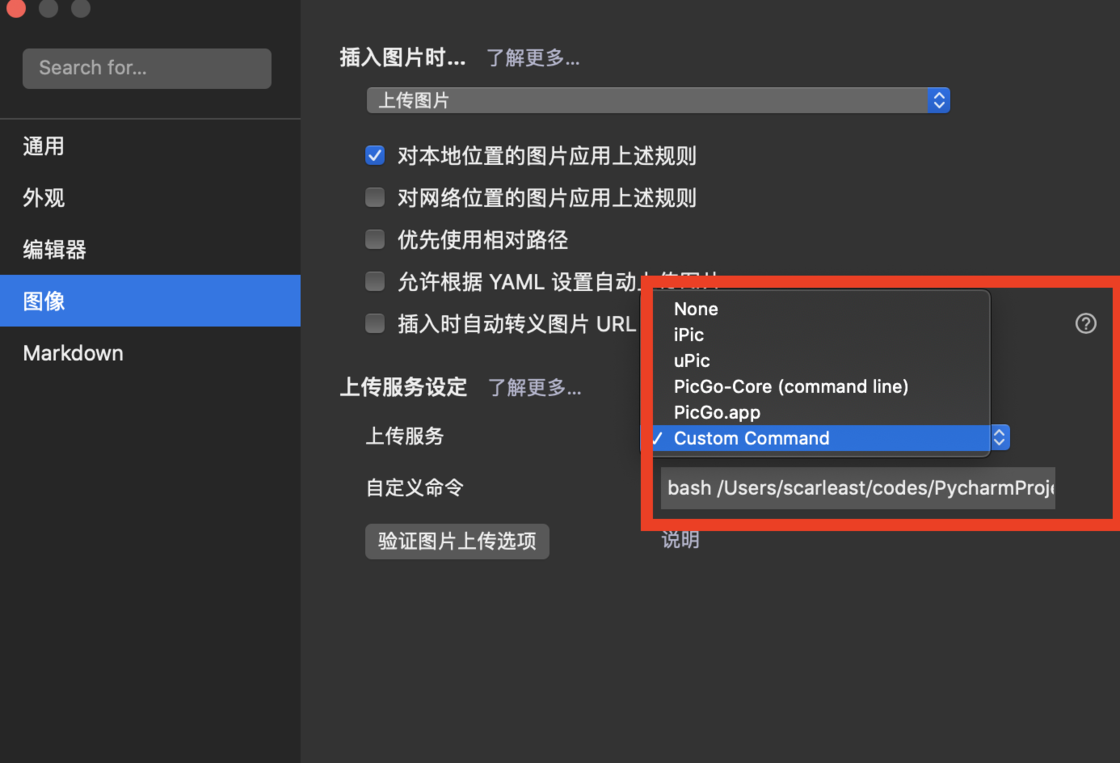 Search for...
通用
外观
编辑器
图像
Markdown
插入图片时... 了解更多...
上传图片
对本地位置的图片应用上述规则
对网络位置的图片应用上述规则
优先使用相对路径
允许根据 YAML 设置自动上传图片
插入时自动转义图片 URL
上传服务设定 了解更多...
上传服务
None
iPic
uPic
PicGo-Core (command line)
PicGo.app
✓ Custom Command
自定义命令
bash /Users/scarleast/codes/PycharmProj
验证图片上传选项
说明